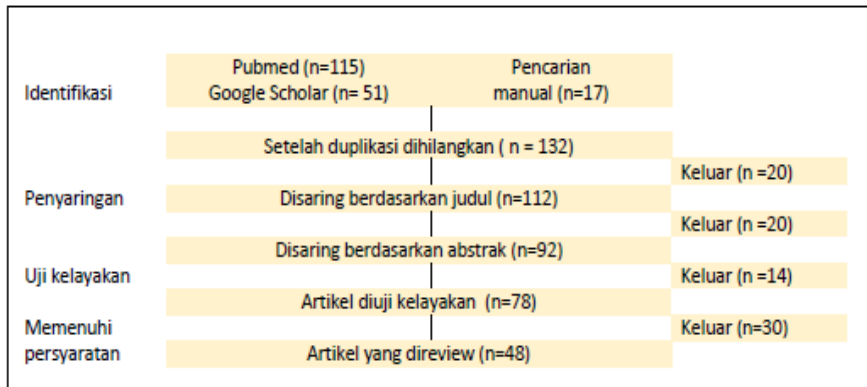 Pubmed (n=115)
Pencarian
Identifikasi
Google Scholar (n= 51)
manual (n=17)
Setelah duplikasi dihilangkan ( n = 132)
Keluar (n =20)
Penyaringan
Disaring berdasarkan judul (n=112)
Keluar (n =20)
Disaring berdasarkan abstrak (n=92)
Uji kelayakan
Keluar (n =14)
Artikel diuji kelayakan (n=78)
Memenuhi
persyaratan
Keluar (n=30)
Artikel yang direview (n=48)